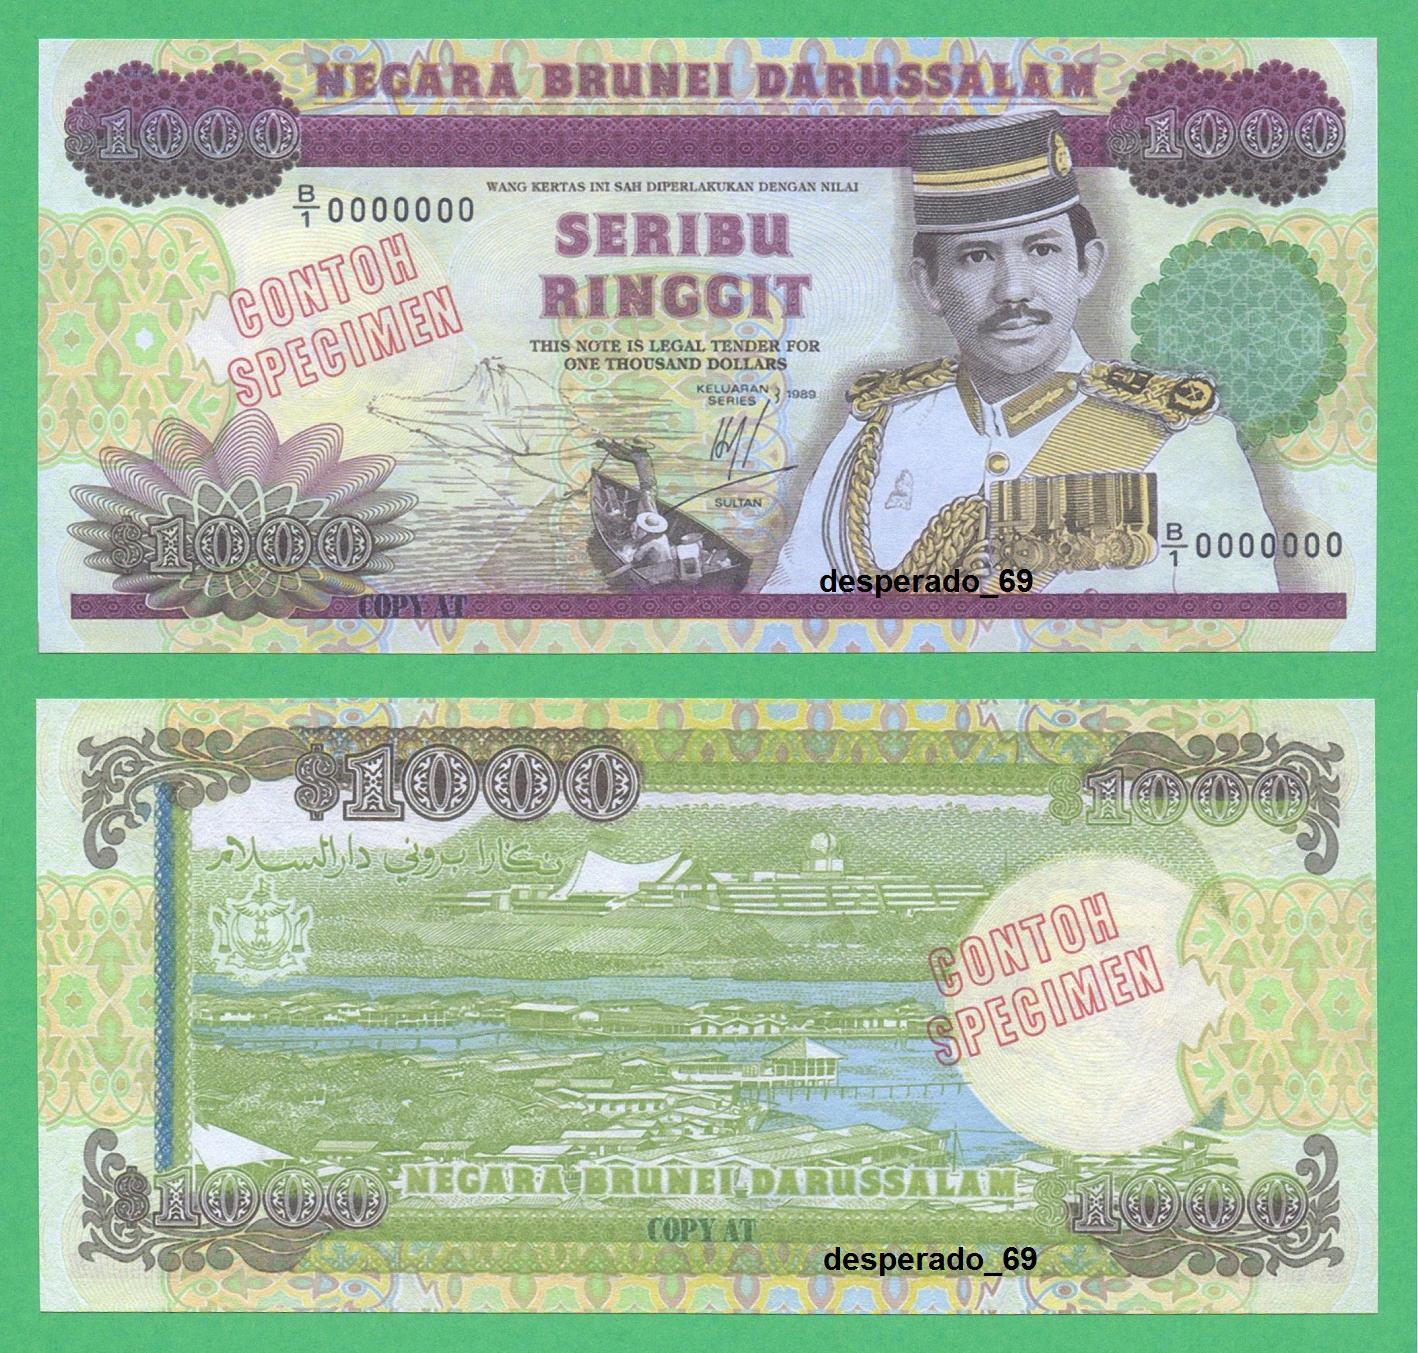 NEGARA BRUNEI DARUSSALAM
$1000
$1000
WANG KERTAS INI SAH DIPERLAKUKAN DENGAN NILAI
B/1 0000000
SERIBU
RINGGIT
CONTOH
SPECIMEN
THIS NOTE IS LEGAL TENDER FOR
ONE THOUSAND DOLLARS
KELUARAN
SERIES 1989
SULTAN
$1000
B/1 0000000
desperado_69
COPY AT
$1000
$1000
نݢارا بروني دارالسلام
CONTOH
SPECIMEN
$1000
NEGARA BRUNEI DARUSSALAM
$1000
COPY AT
desperado_69